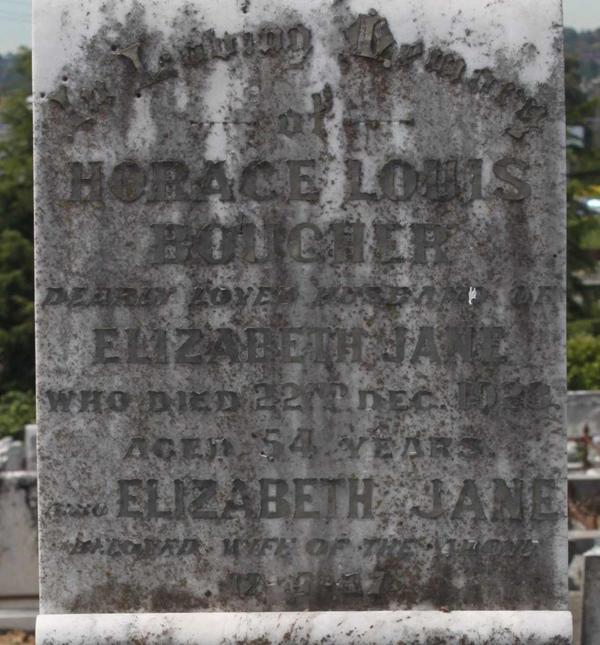 In Loving Memory
of
HORACE LOUIS
BOUCHER
DEARLY LOVED HUSBAND OF
ELIZABETH JANE
WHO DIED 22ND DEC.
AGED 54 YEARS
ALSO ELIZABETH JANE
BELOVED WIFE OF THE ABOVE